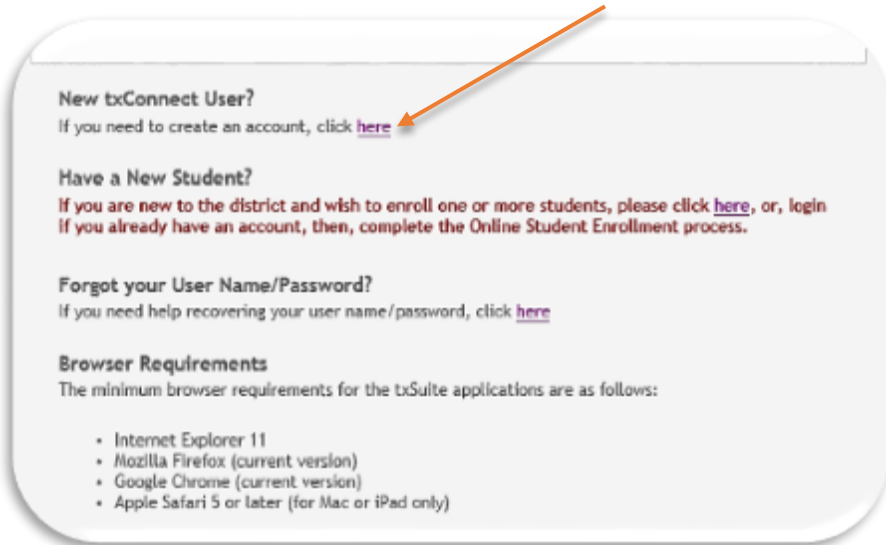 New txConnect User?
If you need to create an account, click here
Have a New Student?
If you are new to the district and wish to enroll one or more students, please click here, or, login
if you already have an account, then, complete the Online Student Enrollment process.
Forgot your User Name/Password?
If you need help recovering your user name/password, click here
Browser Requirements
The minimum browser requirements for the txSuite applications are as follows:
• Internet Explorer 11
• Mozilla Firefox (current version)
• Google Chrome (current version)
• Apple Safari 5 or later (for Mac or iPad only)